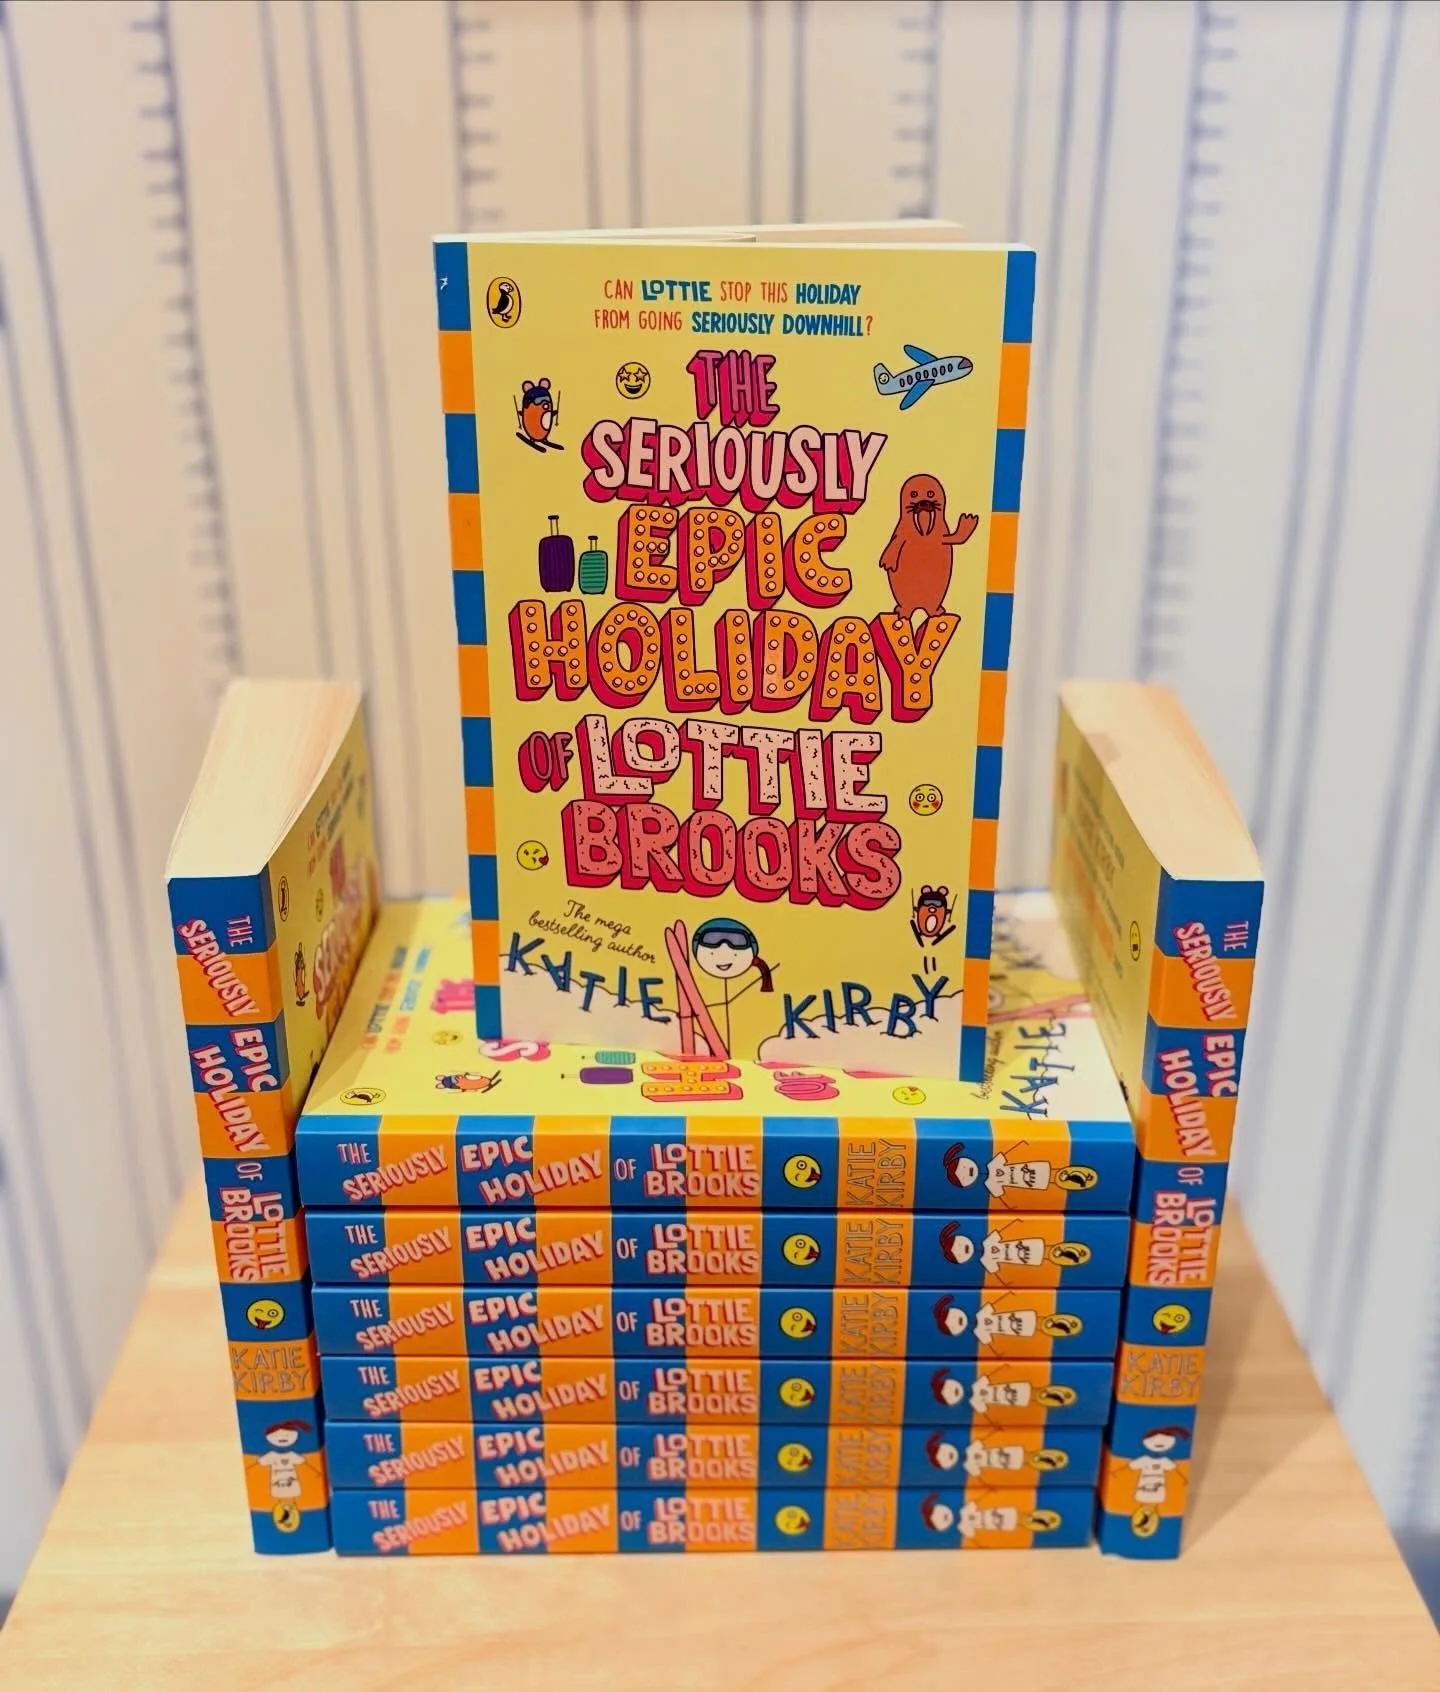 CAN LOTTIE STOP THIS HOLIDAY
FROM GOING SERIOUSLY DOWNHILL?
THE
SERIOUSLY
EPIC
HOLIDAY
OF LOTTIE
BROOKS
The mega
bestselling author
KATIE KIRBY
THE
SERIOUSLY
EPIC
HOLIDAY
OF
LOTTIE
BROOKS
KATIE
KIRBY
THE
SERIOUSLY
EPIC
HOLIDAY
OF
LOTTIE
BROOKS
KATIE
KIRBY
CAN LOTTIE
KATIE
THE SERIOUSLY EPIC HOLIDAY OF LOTTIE BROOKS KATIE KIRBY
THE SERIOUSLY EPIC HOLIDAY OF LOTTIE BROOKS KATIE KIRBY
THE SERIOUSLY EPIC HOLIDAY OF LOTTIE BROOKS KATIE KIRBY
THE SERIOUSLY EPIC HOLIDAY OF LOTTIE BROOKS KATIE KIRBY
THE SERIOUSLY EPIC HOLIDAY OF LOTTIE BROOKS KATIE KIRBY
THE SERIOUSLY EPIC HOLIDAY OF LOTTIE BROOKS KATIE KIRBY